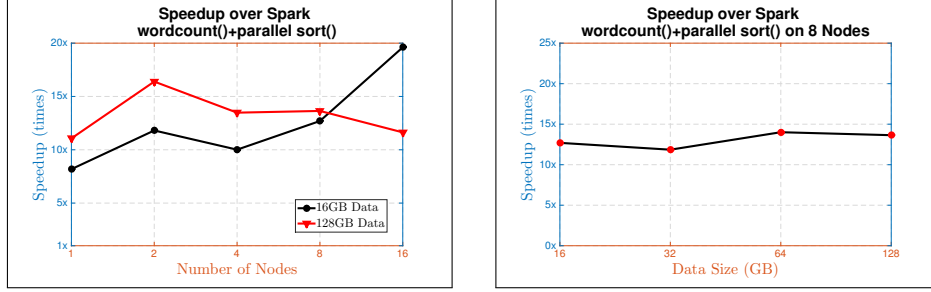 Speedup over Spark
wordcount()+parallel sort()
20x
15x
10x
5x
1x
Speedup (times)
16GB Data
128GB Data
1
2
4
8
16
Number of Nodes
Speedup over Spark
wordcount()+parallel sort() on 8 Nodes
25x
20x
15x
10x
5x
0x
Speedup (times)
16
32
64
128
Data Size (GB)